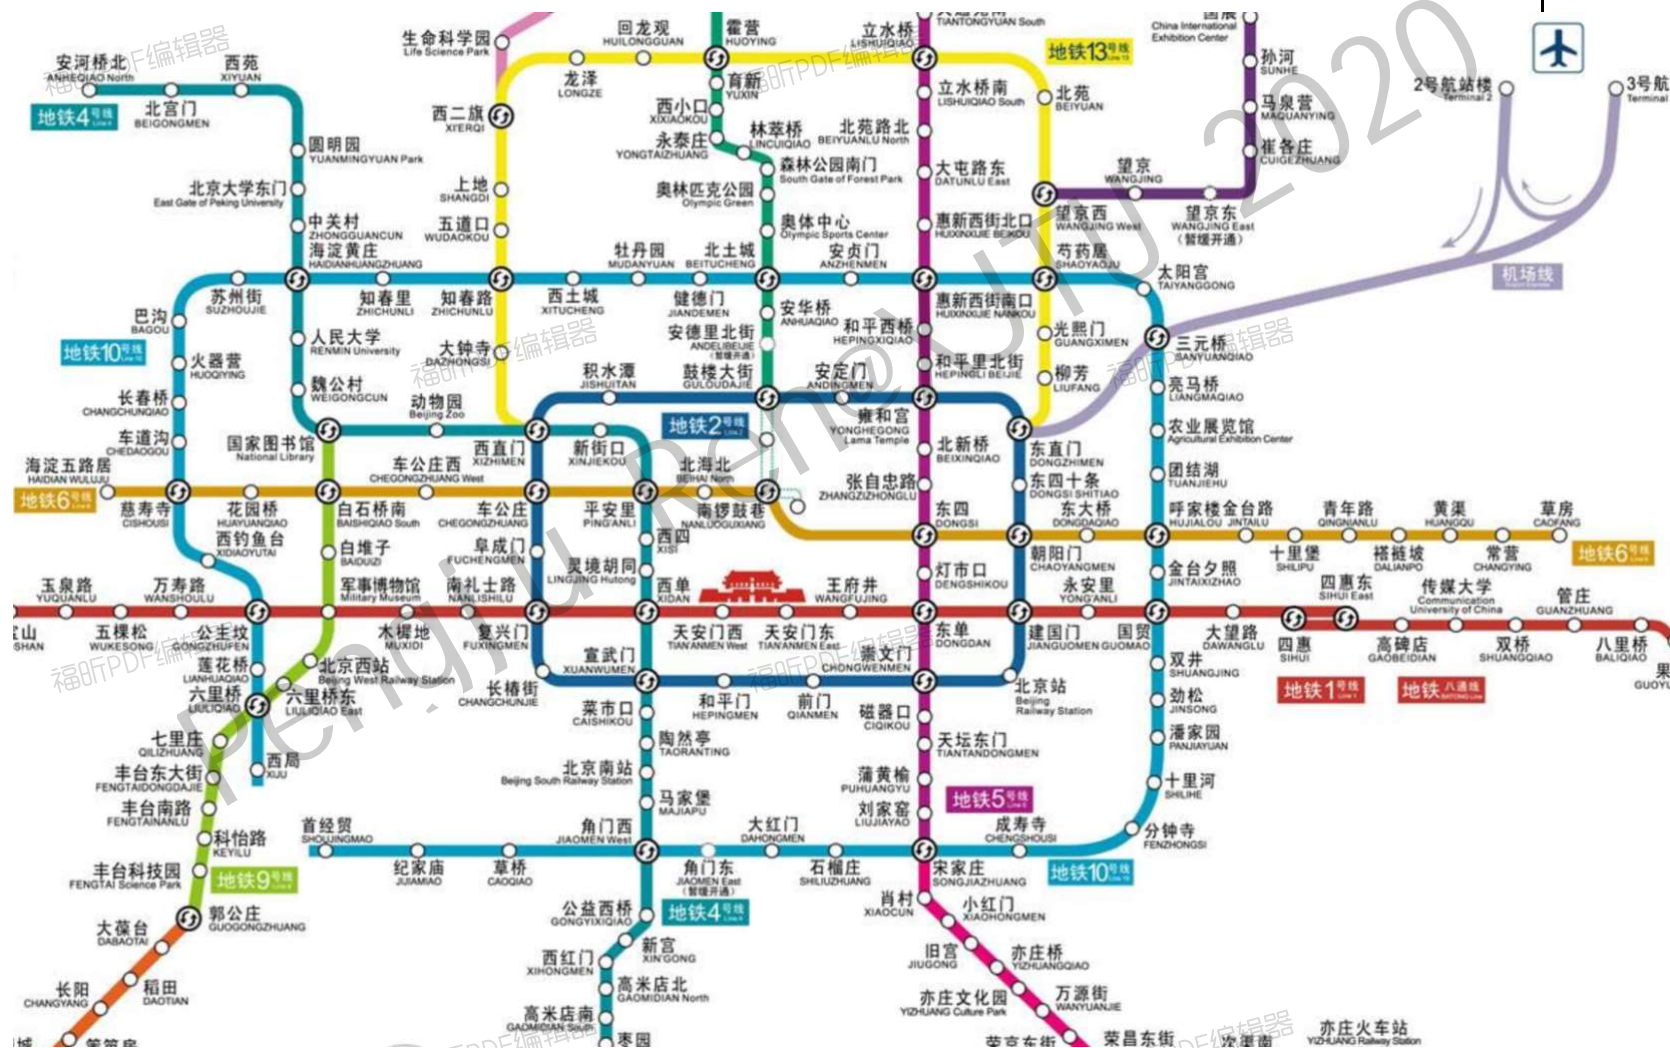 生命科学园
Life Science Park
回龙观
HUILONGGUAN
霍营
HUOYING
立水桥
LISHUIQIAO
TIANTONGYUAN South
China International
Exhibition Center
地铁13号线
孙河
SUNHE
安河桥北
ANHEQIAO North
西苑
XIYUAN
龙泽
LONGZE
育新
YUXIN
立水桥南
LISHUIQIAO South
北苑
BEIYUAN
2号航站楼
Terminal 2
3号航
Terminal
地铁4号线
北宫门
BEIGONGMEN
西二旗
XI'ERQI
西小口
XIXIAOKOU
马泉营
MAQUANYING
永泰庄
YONGTAIZHUANG
林萃桥
LINCUIQIAO
北苑路北
BEIYUANLU North
圆明园
YUANMINGYUAN Park
森林公园南门
South Gate of Forest Park
大屯路东
DATUNLU East
望京
WANGJING
崔各庄
CUIGEZHUANG
北京大学东门
East Gate of Peking University
上地
SHANGDI
奥林匹克公园
Olympic Green
中关村
ZHONGGUANCUN
五道口
WUDAOKOU
奥体中心
Olympic Sports Center
惠新西街北口
HUIXINXIJIE BEIKOU
望京西
WANGJING West
望京东
WANGJING East
(暂缓开通)
海淀黄庄
HAIDIANHUANGZHUANG
牡丹园
MUDANYUAN
北土城
BEITUCHENG
安贞门
ANZHENMEN
芍药居
SHAOYAOJU
太阳宫
TAIYANGGONG
机场线
苏州街
SUZHOUJIE
知春里
ZHICHUNLI
知春路
ZHICHUNLU
西土城
XITUCHENG
健德门
JIANDEMEN
安华桥
ANHUAQIAO
惠新西街南口
HUIXINXIJIE NANKOU
巴沟
BAGOU
安德里北街
ANDELIBEIJIE
(暂缓开通)
和平西桥
HEPINGXIQIAO
光熙门
GUANGXIMEN
三元桥
SANYUANQIAO
地铁10号线
火器营
HUOQIYING
人民大学
RENMIN University
大钟寺
DAZHONGSI
和平里北街
HEPINGLI BEIJIE
柳芳
LIUFANG
亮马桥
LIANGMAQIAO
长春桥
CHANGCHUNQIAO
魏公村
WEIGONGCUN
动物园
Beijing Zoo
积水潭
JISHUITAN
鼓楼大街
GULOUDAJIE
安定门
ANDINGMEN
车道沟
CHEDAOGOU
国家图书馆
National Library
西直门
XIZHIMEN
新街口
XINJIEKOU
地铁2号线
雍和宫
YONGHEGONG
Lama Temple
北新桥
BEIXINQIAO
东直门
DONGZHIMEN
农业展览馆
Agricultural Exhibition Center
海淀五路居
HAIDIAN WULUJU
车公庄西
CHEGONGZHUANG West
北海北
BEIHAI North
张自忠路
ZHANGZIZHONGLU
东四十条
DONGSI SHITIAO
团结湖
TUANJIEHU
地铁6号线
慈寿寺
CISHOUSI
花园桥
HUAYUANQIAO
白石桥南
BAISHIQIAO South
车公庄
CHEGONGZHUANG
平安里
PING'ANLI
南锣鼓巷
NANLUOGUXIANG
东四
DONGSI
东大桥
DONGDAQIAO
呼家楼
HUJIALOU
金台路
JINTAILU
青年路
QINGNIANLU
黄渠
HUANGQU
草房
CAOFANG
西钓鱼台
XIDIAOYUTAI
白堆子
BAIDUIZI
阜成门
FUCHENGMEN
西四
XISI
朝阳门
CHAOYANGMEN
十里堡
SHILIPU
褡裢坡
DALIANPO
常营
CHANGYING
地铁6号线
灵境胡同
LINGJING Hutong
灯市口
DENGSHIKOU
金台夕照
JINTAIXIZHAO
玉泉路
YUQUANLU
万寿路
WANSHOULU
军事博物馆
Military Museum
南礼士路
NANLISHILU
西单
XIDAN
王府井
WANGFUJING
永安里
YONG'ANLI
四惠东
SIHUI East
传媒大学
Communication
University of China
管庄
GUANZHUANG
SHAN
五棵松
WUKESONG
公主坟
GONGZHUFEN
木樨地
MUXIDI
复兴门
FUXINGMEN
天安门西
TIAN'ANMEN West
天安门东
TIAN'ANMEN East
东单
DONGDAN
建国门
JIANGUOMEN
国贸
GUOMAO
大望路
DAWANGLU
四惠
SIHUI
高碑店
GAOBEIDIAN
双桥
SHUANGQIAO
八里桥
BALIQIAO
莲花桥
LIANHUAQIAO
北京西站
Beijing West Railway Station
宣武门
XUANWUMEN
崇文门
CHONGWENMEN
双井
SHUANGJING
地铁1号线
地铁八通线
GUOYU
六里桥
LIULIQIAO
六里桥东
LIULIQIAO East
长椿街
CHANGCHUNJIE
和平门
HEPINGMEN
前门
QIANMEN
北京站
Beijing
Railway Station
劲松
JINSONG
菜市口
CAISHIKOU
磁器口
CIQIKOU
七里庄
QILIZHUANG
陶然亭
TAORANTING
天坛东门
TIANTANDONGMEN
潘家园
PANJIAYUAN
西局
XIJU
丰台东大街
FENGTAIDONGDAJIE
北京南站
Beijing South Railway Station
蒲黄榆
PUHUANGYU
十里河
SHILIHE
丰台南路
FENGTAINANLU
马家堡
MAJIAPU
刘家窑
LIUJIAYAO
地铁5号线
科怡路
KEYILU
首经贸
SHOUJINGMAO
角门西
JIAOMEN West
大红门
DAHONGMEN
成寿寺
CHENGSHOUSI
分钟寺
FENZHONGSI
丰台科技园
FENGTAI Science Park
地铁9号线
纪家庙
JIJIAMIAO
草桥
CAOQIAO
角门东
JIAOMEN East
(暂缓开通)
石榴庄
SHILIUZHUANG
宋家庄
SONGJIAZHUANG
地铁10号线
郭公庄
GUOGONGZHUANG
公益西桥
GONGYIXIQIAO
地铁4号线
肖村
XIAOCUN
小红门
XIAOHONGMEN
大葆台
DABAOTAI
新宫
XIN'GONG
旧宫
JIUGONG
亦庄桥
YIZHUANGQIAO
西红门
XIHONGMEN
稻田
DAOTIAN
长阳
CHANGYANG
高米店北
GAOMIDIAN North
亦庄文化园
YIZHUANG Culture Park
万源街
WANYUANJIE
高米店南
GAOMIDIAN South
枣园
荣京东街
荣昌东街
次渠南
亦庄火车站
YIZHUANG Railway Station
Pengju Ren@XJTU 2020
福昕PDF编辑器